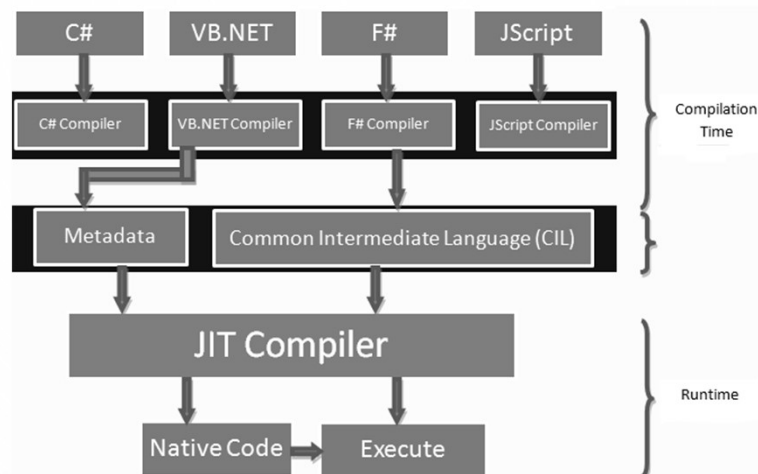 C#
VB.NET
F#
JScript
C# Compiler
VB.NET Compiler
F# Compiler
JScript Compiler
Compilation
Time
Metadata
Common Intermediate Language (CIL)
JIT Compiler
Runtime
Native Code
Execute